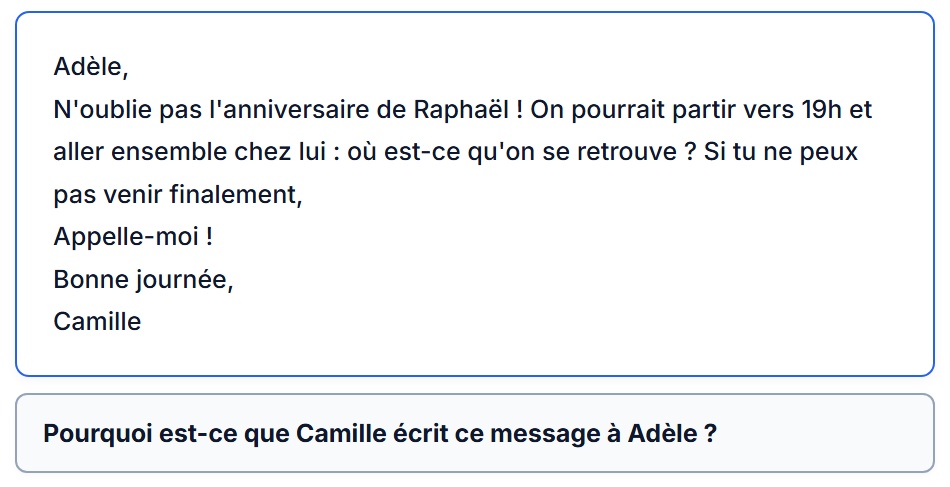 Adèle,
N'oublie pas l'anniversaire de Raphaël ! On pourrait partir vers 19h et
aller ensemble chez lui : où est-ce qu'on se retrouve ? Si tu ne peux
pas venir finalement,
Appelle-moi !
Bonne journée,
Camille
Pourquoi est-ce que Camille écrit ce message à Adèle ?